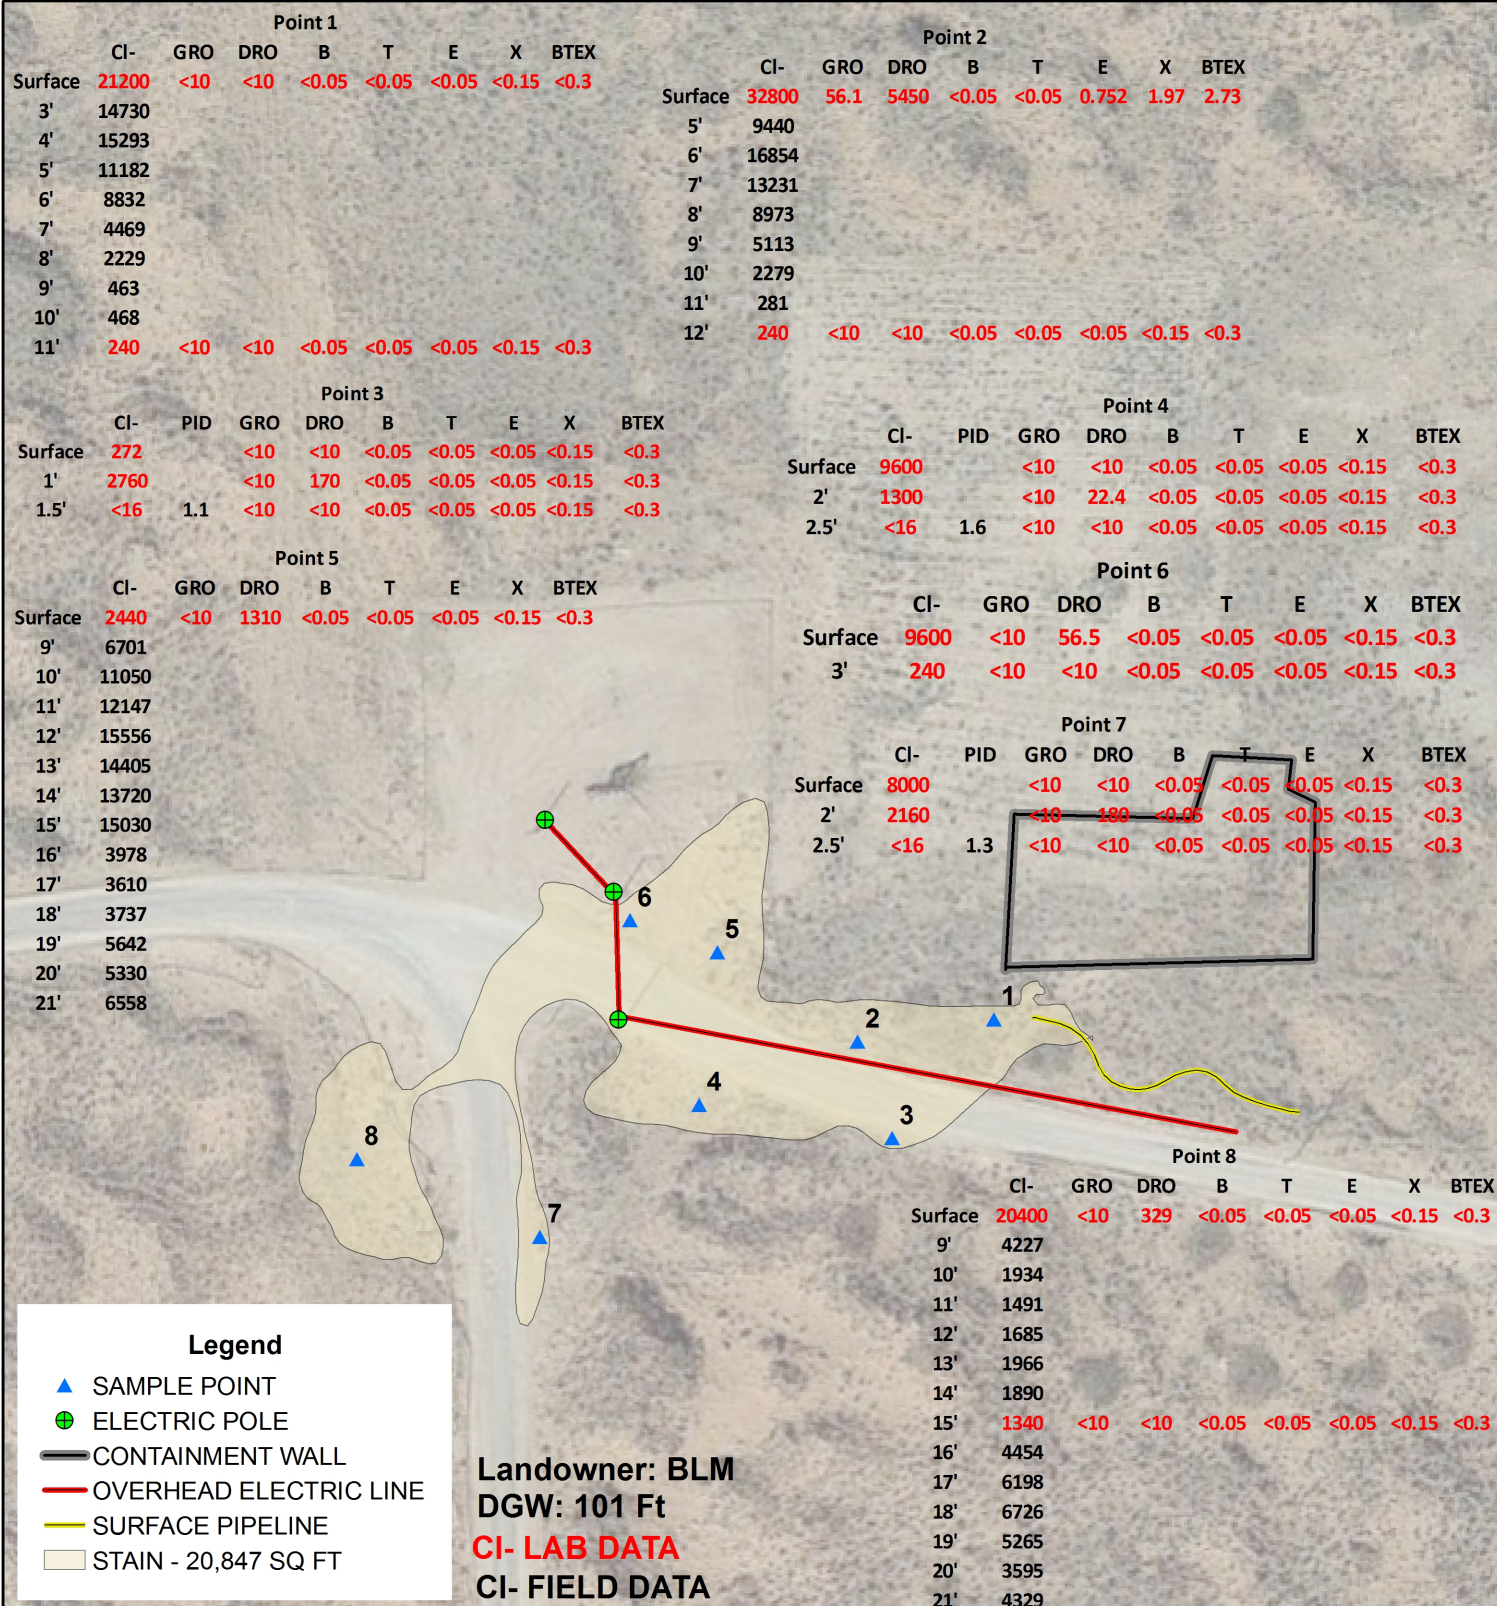 Point 1
Cl- GRO DRO B T E X BTEX
Surface 21200 <10 <10 <0.05 <0.05 <0.05 <0.15 <0.3
3' 14730
4' 15293
5' 11182
6' 8832
7' 4469
8' 2229
9' 463
10' 468
11' 240 <10 <10 <0.05 <0.05 <0.05 <0.15 <0.3
Point 2
Cl- GRO DRO B T E X BTEX
Surface 32800 56.1 5450 <0.05 <0.05 0.752 1.97 2.73
5' 9440
6' 16854
7' 13231
8' 8973
9' 5113
10' 2279
11' 281
12' 240 <10 <10 <0.05 <0.05 <0.05 <0.15 <0.3
Point 3
Cl- PID GRO DRO B T E X BTEX
Surface 272 <10 <10 <0.05 <0.05 <0.05 <0.15 <0.3
1' 2760 <10 170 <0.05 <0.05 <0.05 <0.15 <0.3
1.5' <16 1.1 <10 <10 <0.05 <0.05 <0.05 <0.15 <0.3
Point 4
Cl- PID GRO DRO B T E X BTEX
Surface 9600 <10 <10 <0.05 <0.05 <0.05 <0.15 <0.3
2' 1300 <10 22.4 <0.05 <0.05 <0.05 <0.15 <0.3
2.5' <16 1.6 <10 <10 <0.05 <0.05 <0.05 <0.15 <0.3
Point 5
Cl- GRO DRO B T E X BTEX
Surface 2440 <10 1310 <0.05 <0.05 <0.05 <0.15 <0.3
9' 6701
10' 11050
11' 12147
12' 15556
13' 14405
14' 13720
15' 15030
16' 3978
17' 3610
18' 3737
19' 5642
20' 5330
21' 6558
Point 6
Cl- GRO DRO B T E X BTEX
Surface 9600 <10 56.5 <0.05 <0.05 <0.05 <0.15 <0.3
3' 240 <10 <10 <0.05 <0.05 <0.05 <0.15 <0.3
Point 7
Cl- PID GRO DRO B T E X BTEX
Surface 8000 <10 <10 <0.05 <0.05 <0.05 <0.15 <0.3
2' 2160 <10 180 <0.05 <0.05 <0.05 <0.15 <0.3
2.5' <16 1.3 <10 <10 <0.05 <0.05 <0.05 <0.15 <0.3
6
5
1
2
4
3
8
7
Point 8
Cl- GRO DRO B T E X BTEX
Surface 20400 <10 329 <0.05 <0.05 <0.05 <0.15 <0.3
9' 4227
10' 1934
11' 1491
12' 1685
13' 1966
14' 1890
15' 1340 <10 <10 <0.05 <0.05 <0.05 <0.15 <0.3
16' 4454
17' 6198
18' 6726
19' 5265
20' 3595
21' 4329
Legend
SAMPLE POINT
ELECTRIC POLE
CONTAINMENT WALL
OVERHEAD ELECTRIC LINE
SURFACE PIPELINE
STAIN - 20,847 SQ FT
Landowner: BLM
DGW: 101 Ft
Cl- LAB DATA
Cl- FIELD DATA